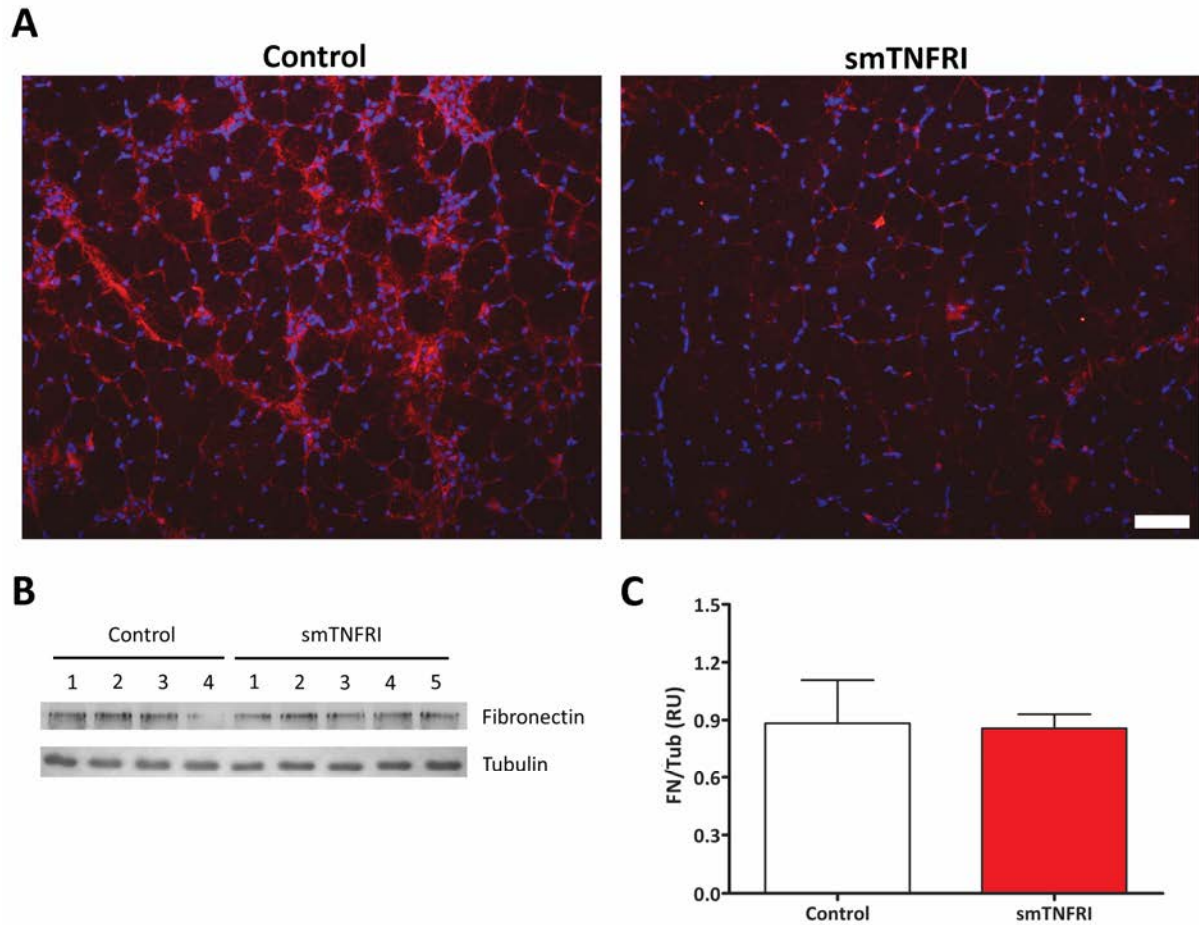 A
Control
smTNFRI
B
Control
smTNFRI
1 2 3 4 1 2 3 4 5
Fibronectin
Tubulin
C
FN/Tub (RU)
1.5
1.2
0.9
0.6
0.3
0.0
Control
smTNFRI